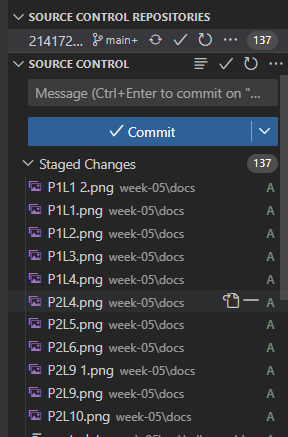 SOURCE CONTROL REPOSITORIES
214172... main+ ... 137
SOURCE CONTROL ...
Message (Ctrl+Enter to commit on "...
Commit
Staged Changes 137
P1L1 2.png week-05\docs A
P1L1.png week-05\docs A
P1L2.png week-05\docs A
P1L3.png week-05\docs A
P1L4.png week-05\docs A
P2L4.png week-05\docs A
P2L5.png week-05\docs A
P2L6.png week-05\docs A
P2L9 1.png week-05\docs A
P2L9.png week-05\docs A
P2L10.png week-05\docs A